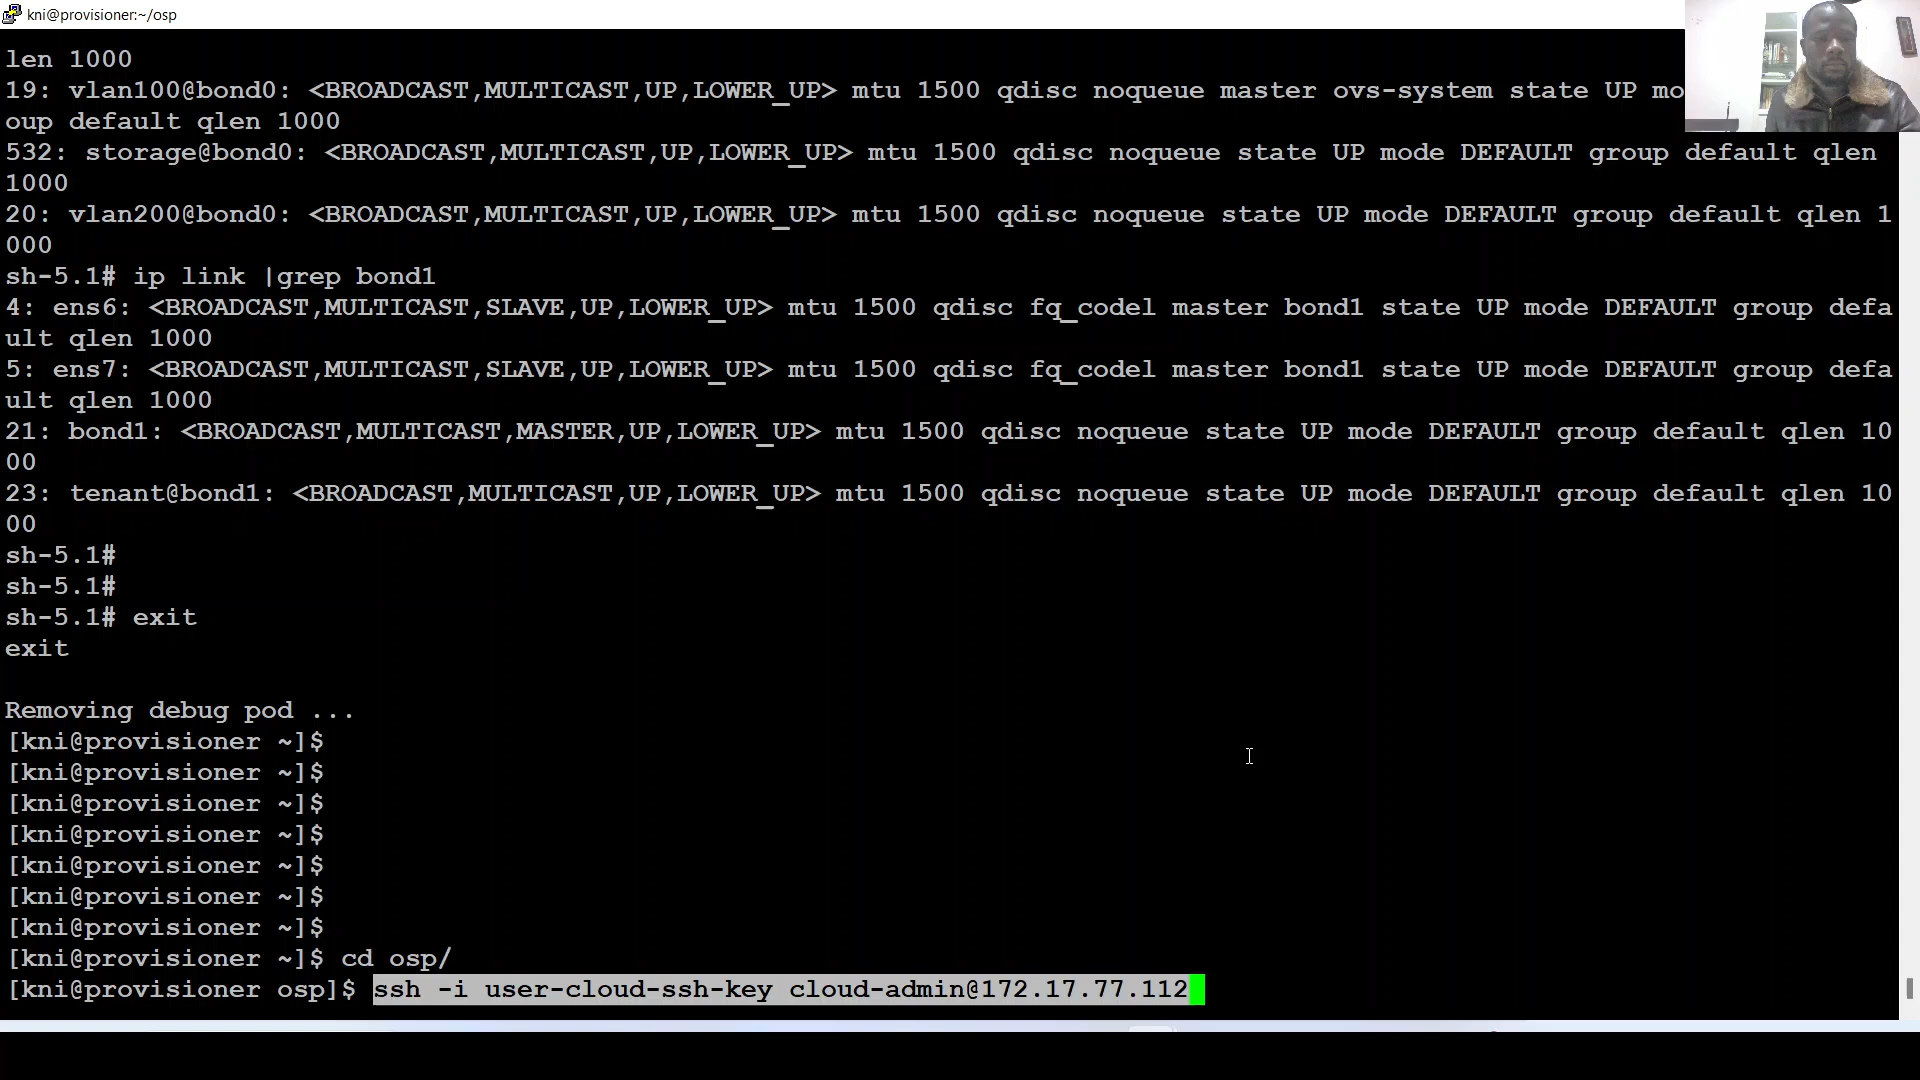 kni@provisioner:~/osp
len 1000
19: vlan100@bond0: <BROADCAST,MULTICAST,UP,LOWER_UP> mtu 1500 qdisc noqueue master ovs-system state UP mo
oup default qlen 1000
532: storage@bond0: <BROADCAST,MULTICAST,UP,LOWER_UP> mtu 1500 qdisc noqueue state UP mode DEFAULT group default qlen
1000
20: vlan200@bond0: <BROADCAST,MULTICAST,UP,LOWER_UP> mtu 1500 qdisc noqueue state UP mode DEFAULT group default qlen 1
000
sh-5.1# ip link |grep bond1
4: ens6: <BROADCAST,MULTICAST,SLAVE,UP,LOWER_UP> mtu 1500 qdisc fq_codel master bond1 state UP mode DEFAULT group defa
ult qlen 1000
5: ens7: <BROADCAST,MULTICAST,SLAVE,UP,LOWER_UP> mtu 1500 qdisc fq_codel master bond1 state UP mode DEFAULT group defa
ult qlen 1000
21: bond1: <BROADCAST,MULTICAST,MASTER,UP,LOWER_UP> mtu 1500 qdisc noqueue state UP mode DEFAULT group default qlen 10
00
23: tenant@bond1: <BROADCAST,MULTICAST,UP,LOWER_UP> mtu 1500 qdisc noqueue state UP mode DEFAULT group default qlen 10
00
sh-5.1#
sh-5.1#
sh-5.1# exit
exit
Removing debug pod ...
[kni@provisioner ~]$
[kni@provisioner ~]$
[kni@provisioner ~]$
[kni@provisioner ~]$
[kni@provisioner ~]$
[kni@provisioner ~]$
[kni@provisioner ~]$
[kni@provisioner ~]$ cd osp/
[kni@provisioner osp]$ ssh -i user-cloud-ssh-key cloud-admin@172.17.77.112